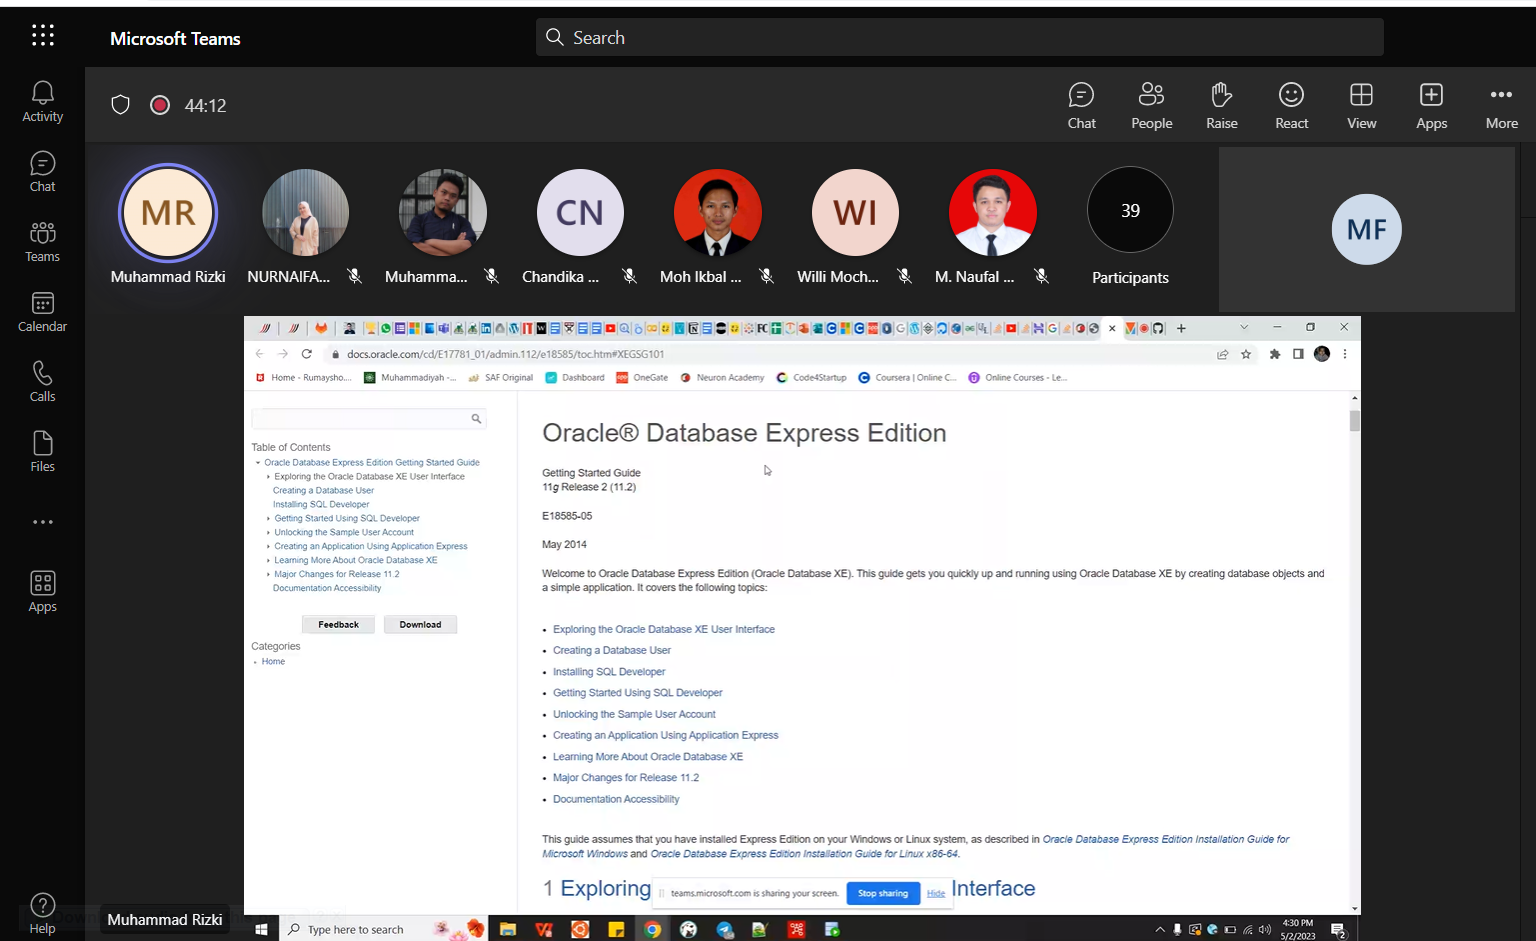 Microsoft Teams
Search
44:12
Chat
People
Raise
React
View
Apps
More
Activity
Chat
Teams
Calendar
Calls
Files
Apps
Help
MR
CN
WI
39
MF
Muhammad Rizki
NURNAIFA...
Muhamma...
Chandika ...
Moh Ikbal ...
Willi Moch...
M. Naufal ...
Participants
docs.oracle.com/cd/E17781_01/admin.112/e18585/toc.htm#XEGSG101
Home - Rumaysho....
Muhammadiyah -...
SAF Original
Dashboard
OneGate
Neuron Academy
Code4Startup
Coursera | Online C...
Online Courses - Le...
Table of Contents
Oracle Database Express Edition Getting Started Guide
Exploring the Oracle Database XE User Interface
Creating a Database User
Installing SQL Developer
Getting Started Using SQL Developer
Unlocking the Sample User Account
Creating an Application Using Application Express
Learning More About Oracle Database XE
Major Changes for Release 11.2
Documentation Accessibility
Feedback
Download
Categories
Home
Oracle® Database Express Edition
Getting Started Guide
11g Release 2 (11.2)
E18585-05
May 2014
Welcome to Oracle Database Express Edition (Oracle Database XE). This guide gets you quickly up and running using Oracle Database XE by creating database objects and
a simple application. It covers the following topics:
• Exploring the Oracle Database XE User Interface
• Creating a Database User
• Installing SQL Developer
• Getting Started Using SQL Developer
• Unlocking the Sample User Account
• Creating an Application Using Application Express
• Learning More About Oracle Database XE
• Major Changes for Release 11.2
• Documentation Accessibility
This guide assumes that you have installed Express Edition on your Windows or Linux system, as described in Oracle Database Express Edition Installation Guide for
Microsoft Windows and Oracle Database Express Edition Installation Guide for Linux x86-64.
1 Exploring
Interface
teams.microsoft.com is sharing your screen.
Stop sharing
Hide
Muhammad Rizki
Type here to search
4:30 PM
5/2/2023
2